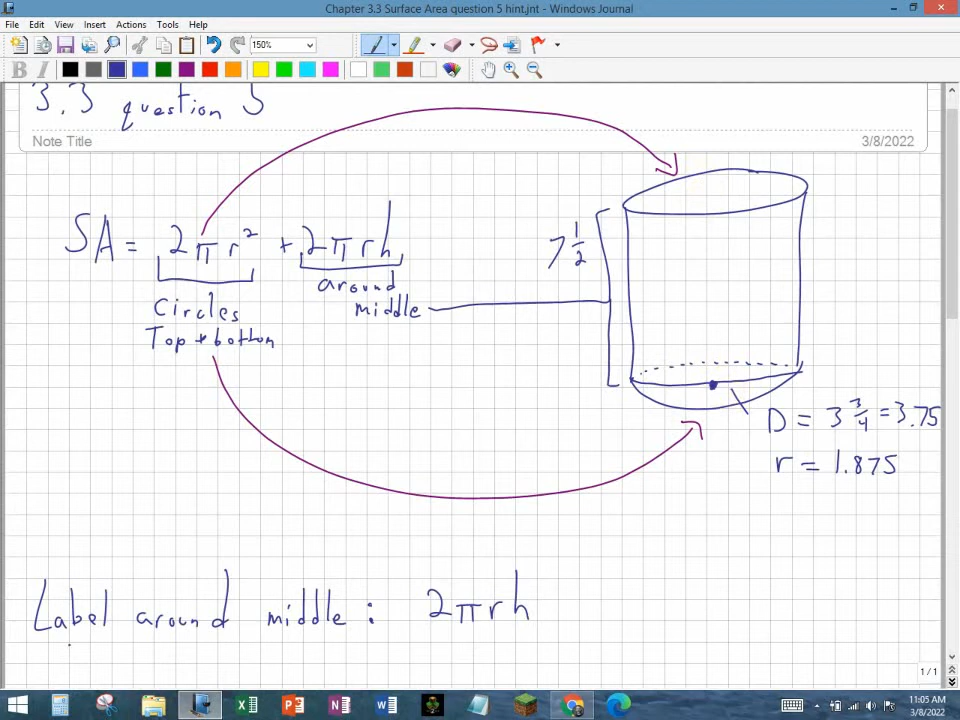 Chapter 3.3 Surface Area question 5 hint.jnt - Windows Journal
File Edit View Insert Actions Tools Help
150%
B I
3.3 question 5
Note Title 3/8/2022
SA = 2πr² + 2πrh
around
middle
Circles
Top + bottom
7 1/2
D = 3 3/4 = 3.75
r = 1.875
Label around middle: 2πrh
1 / 1
11:05 AM
3/8/2022